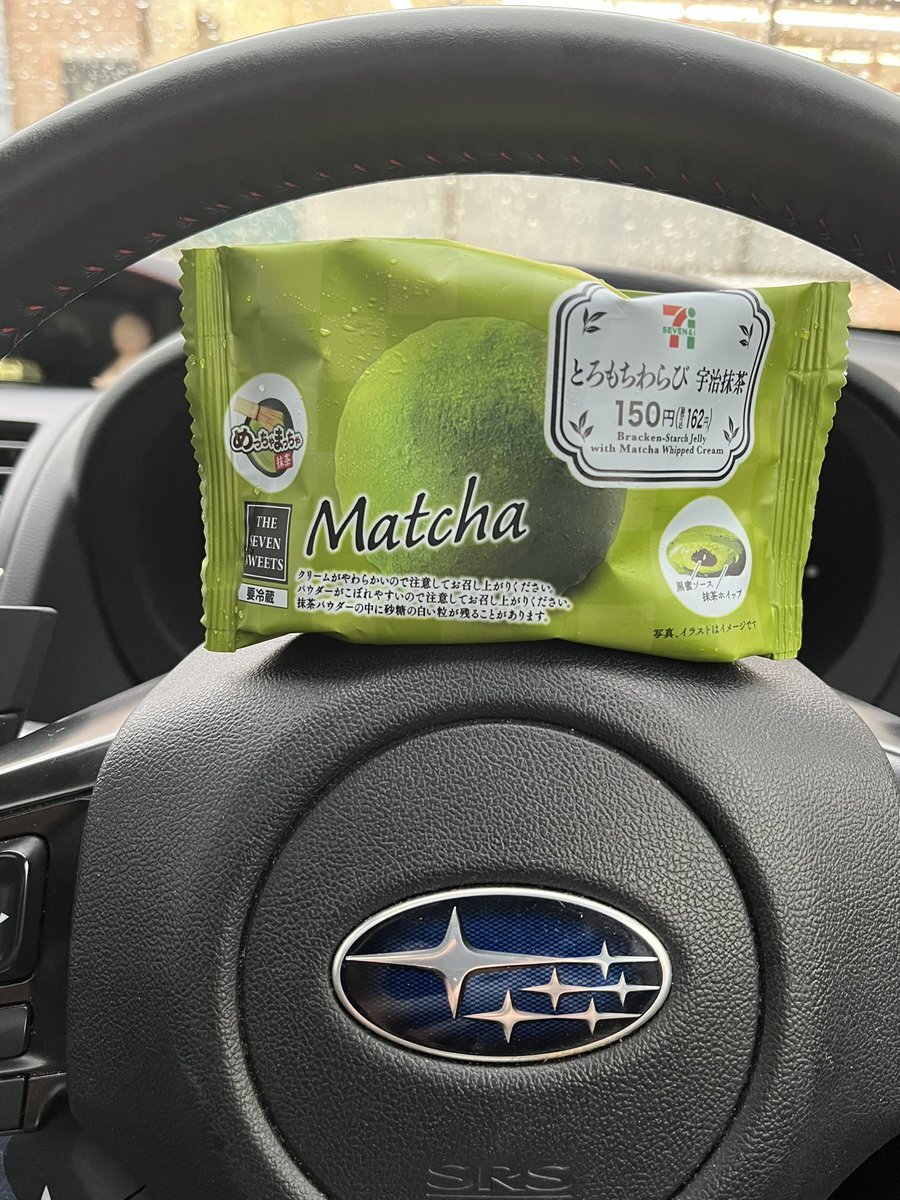 SEVEN&i
とろもちわらび 宇治抹茶
150円(税込162円)
Bracken-Starch Jelly
with Matcha Whipped Cream
めっちゃまっちゃ
抹茶
THE
SEVEN
SWEETS
要冷蔵
Matcha
クリームがやわらかいので注意してお召し上がりください。
パウダーがこぼれやすいので注意してお召し上がりください。
抹茶パウダーの中に砂糖の白い粒が残ることがあります。
黒蜜ソース
抹茶ホイップ
写真、イラストはイメージです
SRS